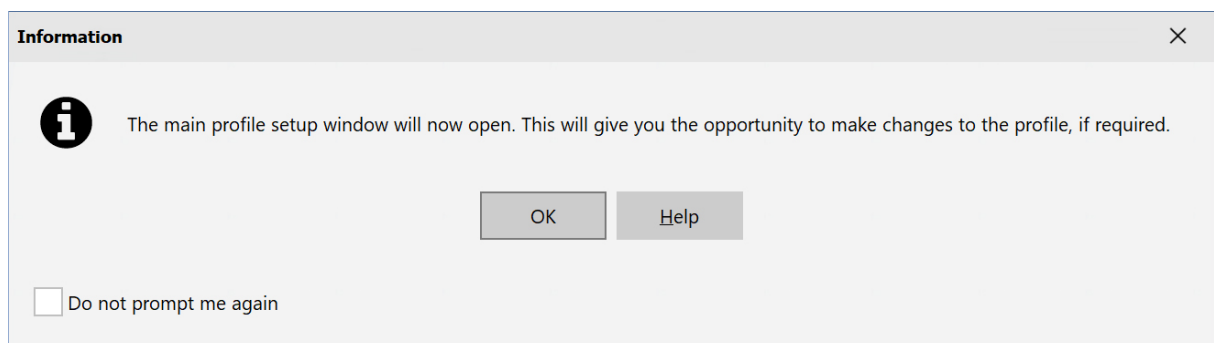 Information
The main profile setup window will now open. This will give you the opportunity to make changes to the profile, if required.
OK Help
Do not prompt me again